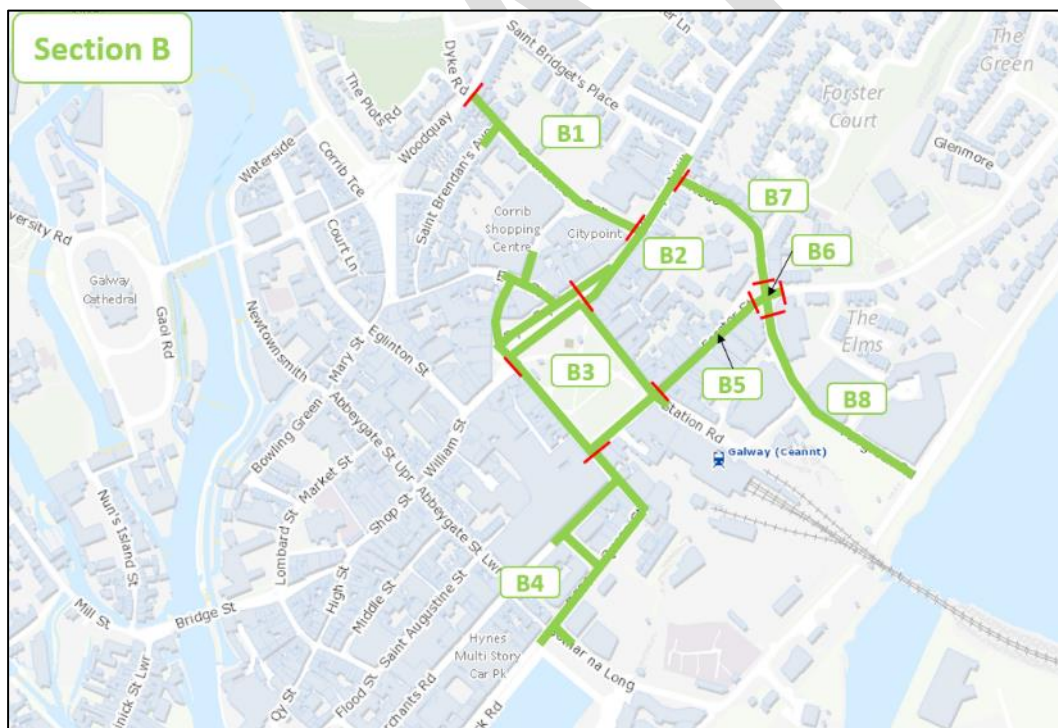 Section B
Saint Bridget's Place
Dyke Rd
The Plots
Rd
The
Green
Forster
Court
Glenmore
Woodquay
Saint Brendan's Ave
Waterside
Corrib Tce
Court Ln
B1
B7
Corrib
Shopping
Centre
Citypoint
B2
B6
Galway
Cathedral
Gaol Rd
Newtownsmith
Eglinton St
Mary St
The
Elms
B3
B5
B8
Bowling Green
Abbeygate St Upr
William St
Station Rd
Galway (Ceannt)
Market St
Shop St
Abbeygate St Lwr
Nun's Island St
Lombard St
High St
Middle St
Saint Augustine St
B4
Mill St
Bridge St
Hynes
Multi Story
Car Pk
na Long
Flood St
Qy St